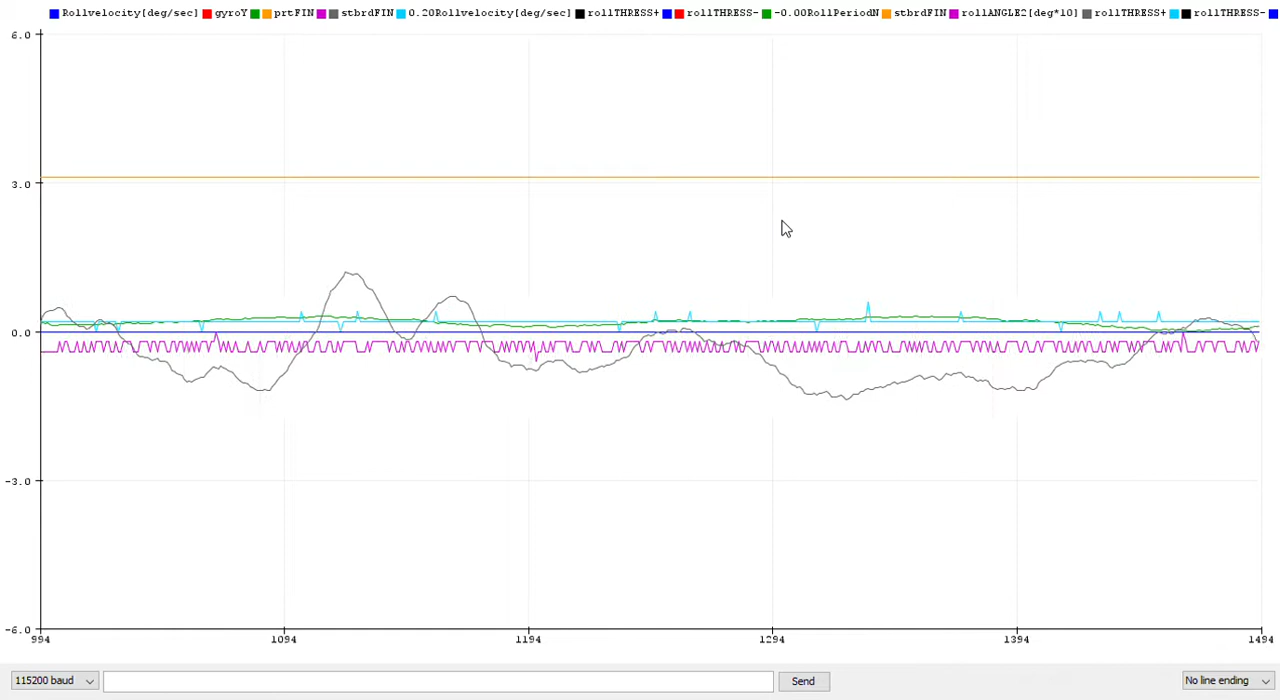 Rollvelocity[deg/sec] gyroY prtFIN stbrdFIN 0.20Rollvelocity[deg/sec] rollTHRESS+ rollTHRESS- -0.00RollPeriodN stbrdFIN rollANGLE2[deg*10] rollTHRESS+ rollTHRESS-
6.0
3.0
0.0
-3.0
-6.0
994 1094 1194 1294 1394 1494
115200 baud Send No line ending